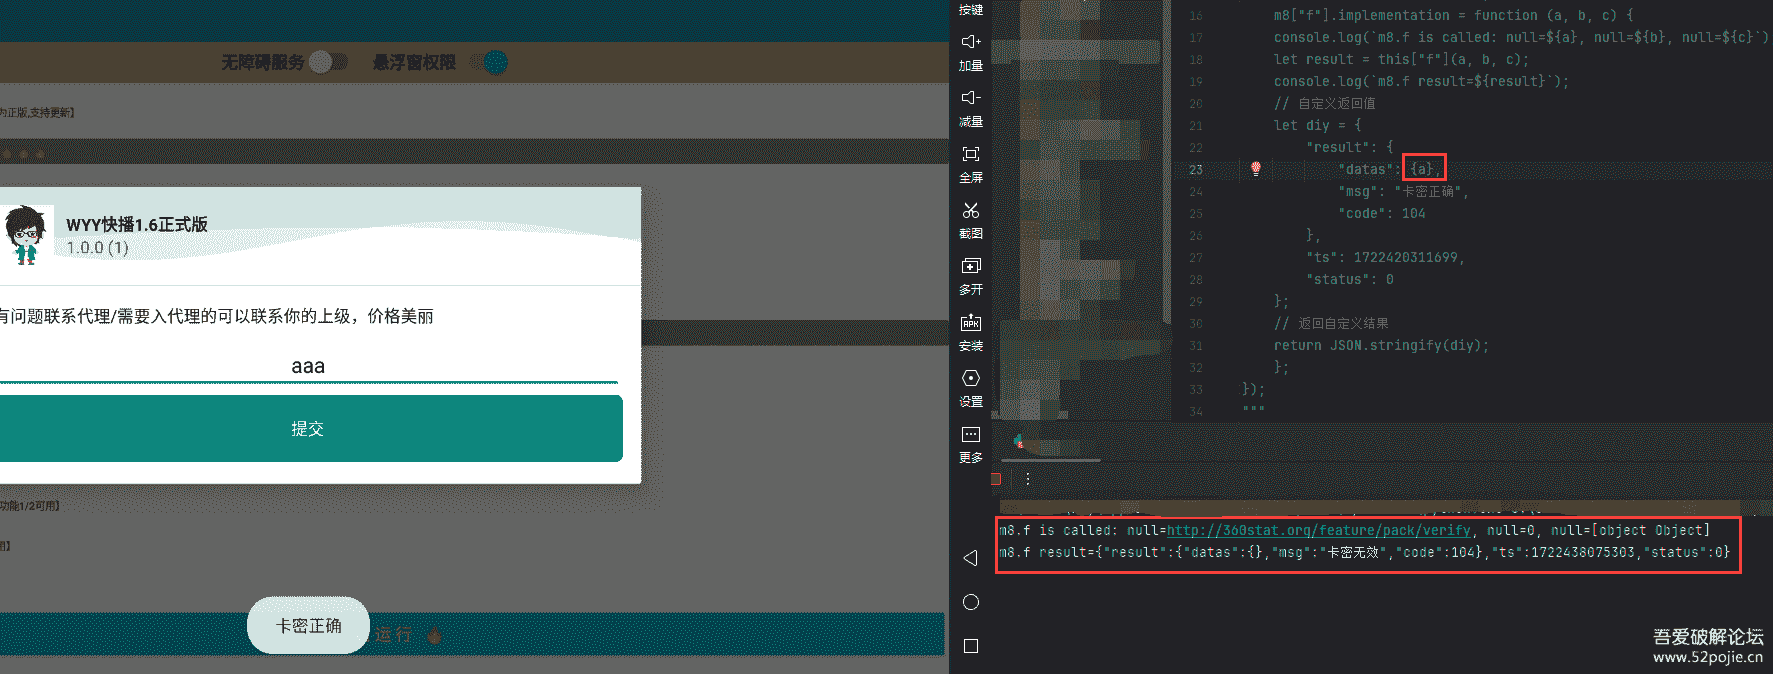 无障碍服务
悬浮窗权限
为正版,支持更新】
WYY快播1.6正式版
1.0.0 (1)
有问题联系代理/需要入代理的可以联系你的上级，价格美丽
aaa
提交
功能1/2可用】
用】
卡密正确
运行
按键
加量
减量
全屏
截图
多开
APK
安装
设置
更多
16 m8["f"].implementation = function (a, b, c) {
17 console.log(`m8.f is called: null=${a}, null=${b}, null=${c}`)
18 let result = this["f"](a, b, c);
19 console.log(`m8.f result=${result}`);
20 // 自定义返回值
21 let diy = {
22 "result": {
23 "datas": {a},
24 "msg": "卡密正确",
25 "code": 104
26 },
27 "ts": 1722420311699,
28 "status": 0
29 };
30 // 返回自定义结果
31 return JSON.stringify(diy);
32 };
33 });
34 """
m8.f is called: null=http://360stat.org/feature/pack/verify, null=0, null=[object Object]
m8.f result={"result":{"datas":{},"msg":"卡密无效","code":104},"ts":1722438075303,"status":0}
吾爱破解论坛
www.52pojie.cn